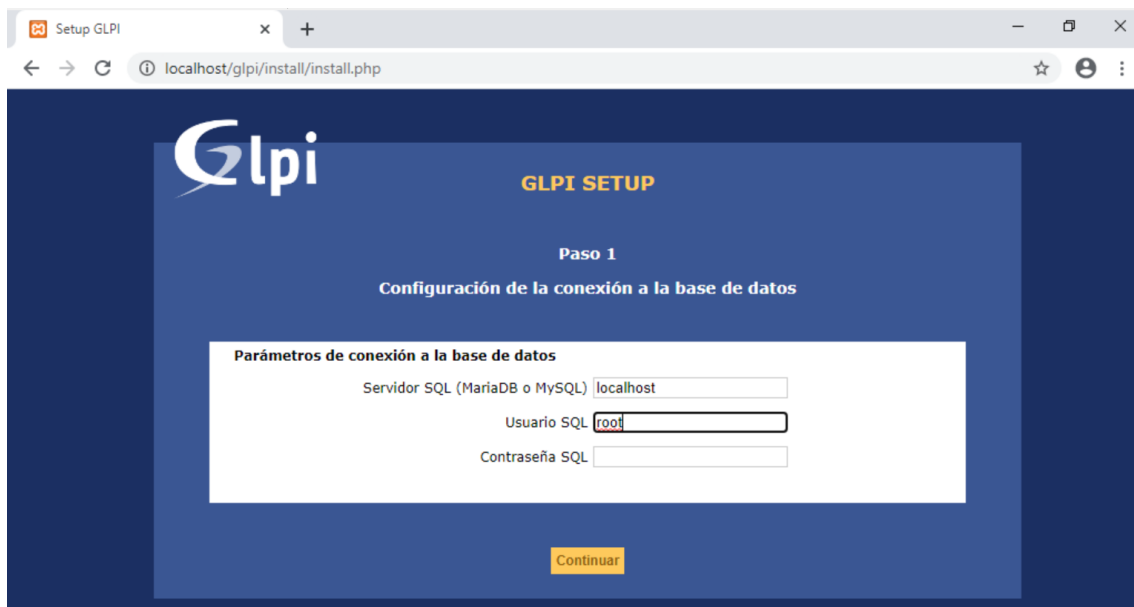 Setup GLPI
localhost/glpi/install/install.php
Glpi
GLPI SETUP
Paso 1
Configuración de la conexión a la base de datos
Parámetros de conexión a la base de datos
Servidor SQL (MariaDB o MySQL) localhost
Usuario SQL root
Contraseña SQL
Continuar